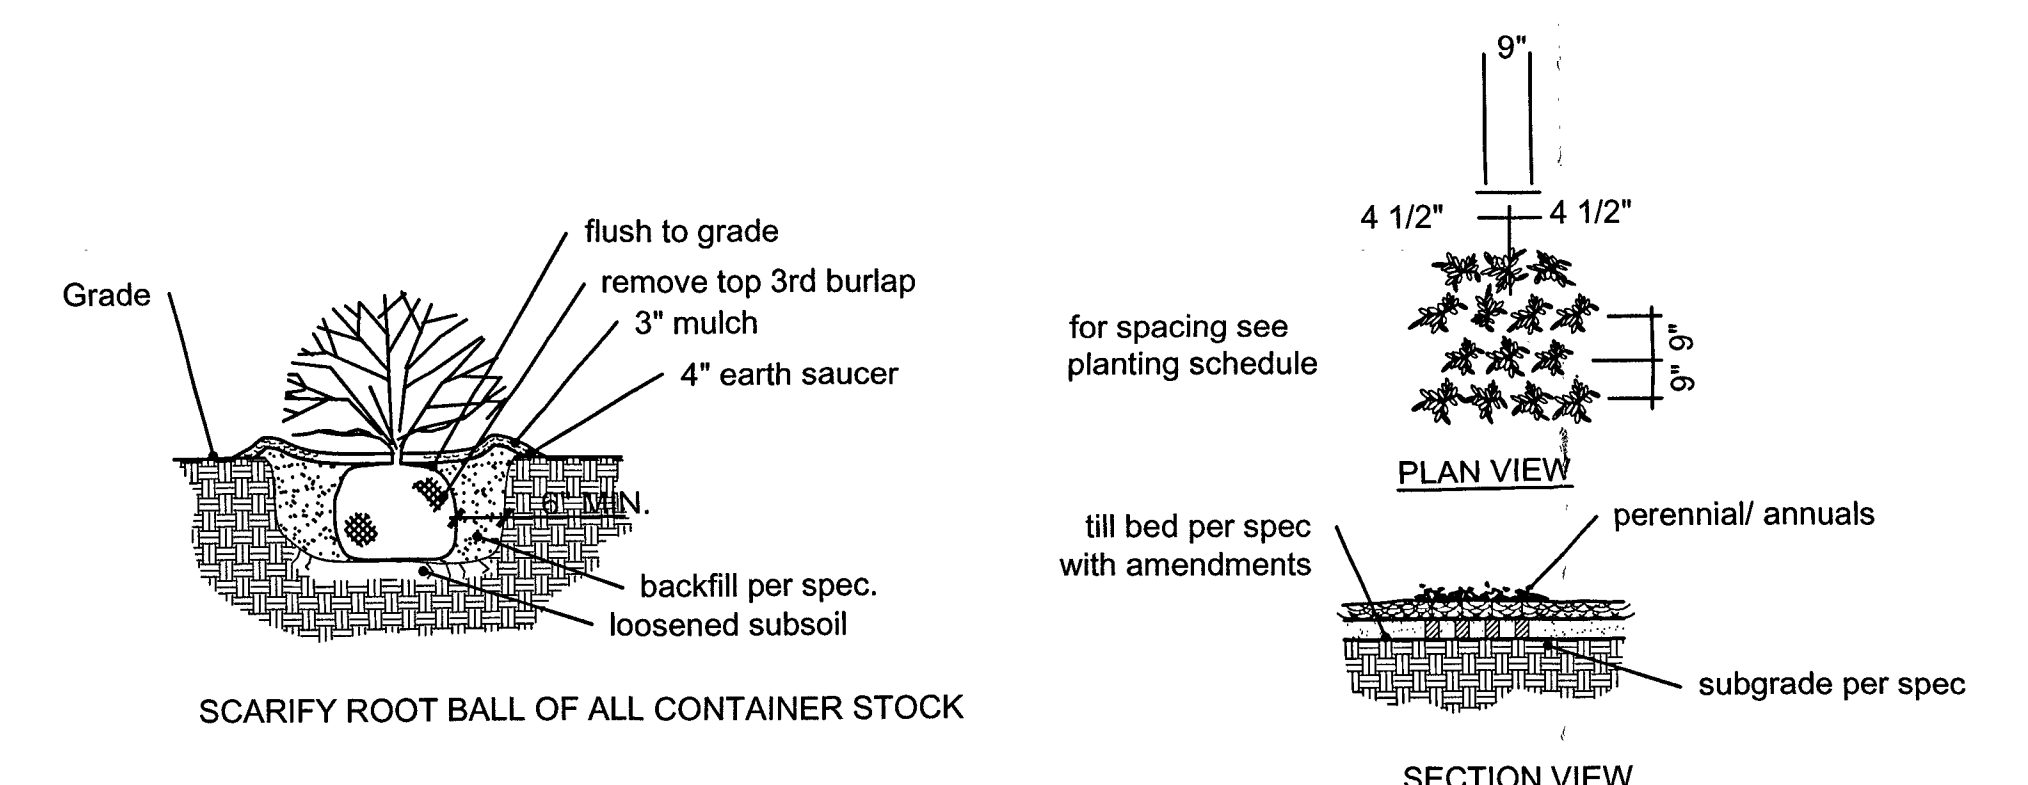 flush to grade
remove top 3rd burlap
3" mulch
4" earth saucer
Grade
6" MIN.
backfill per spec.
loosened subsoil
SCARIFY ROOT BALL OF ALL CONTAINER STOCK
9"
4 1/2"
4 1/2"
for spacing see
planting schedule
9"
9"
PLAN VIEW
till bed per spec
with amendments
perennial/ annuals
subgrade per spec
SECTION VIEW